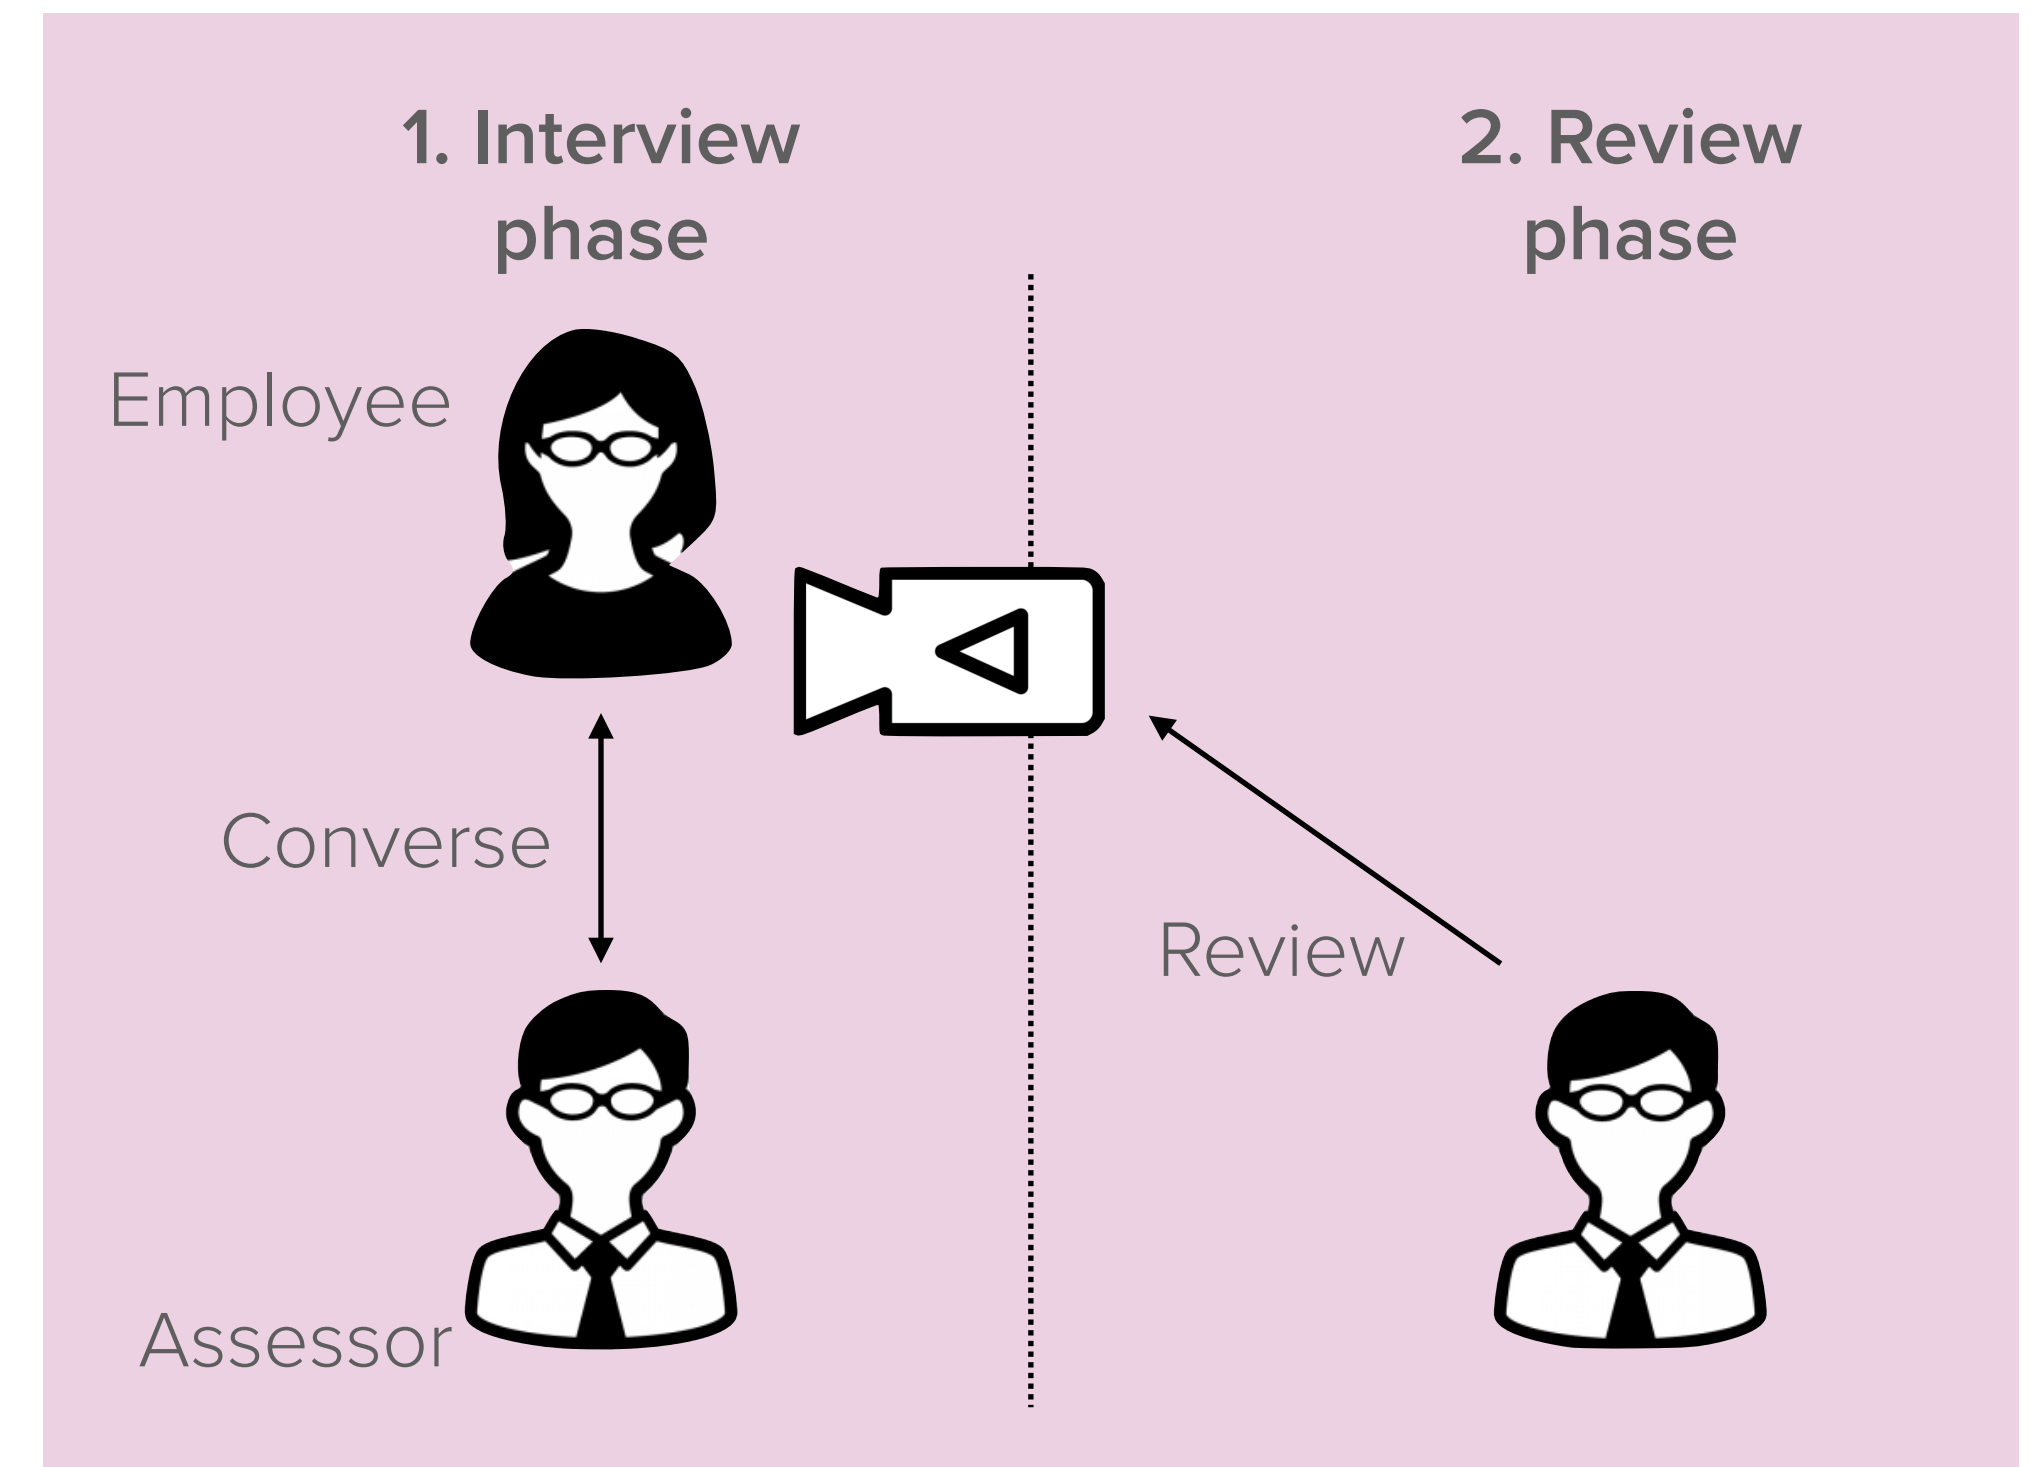 1. Interview
phase
2. Review
phase
Employee
Converse
Review
Assessor